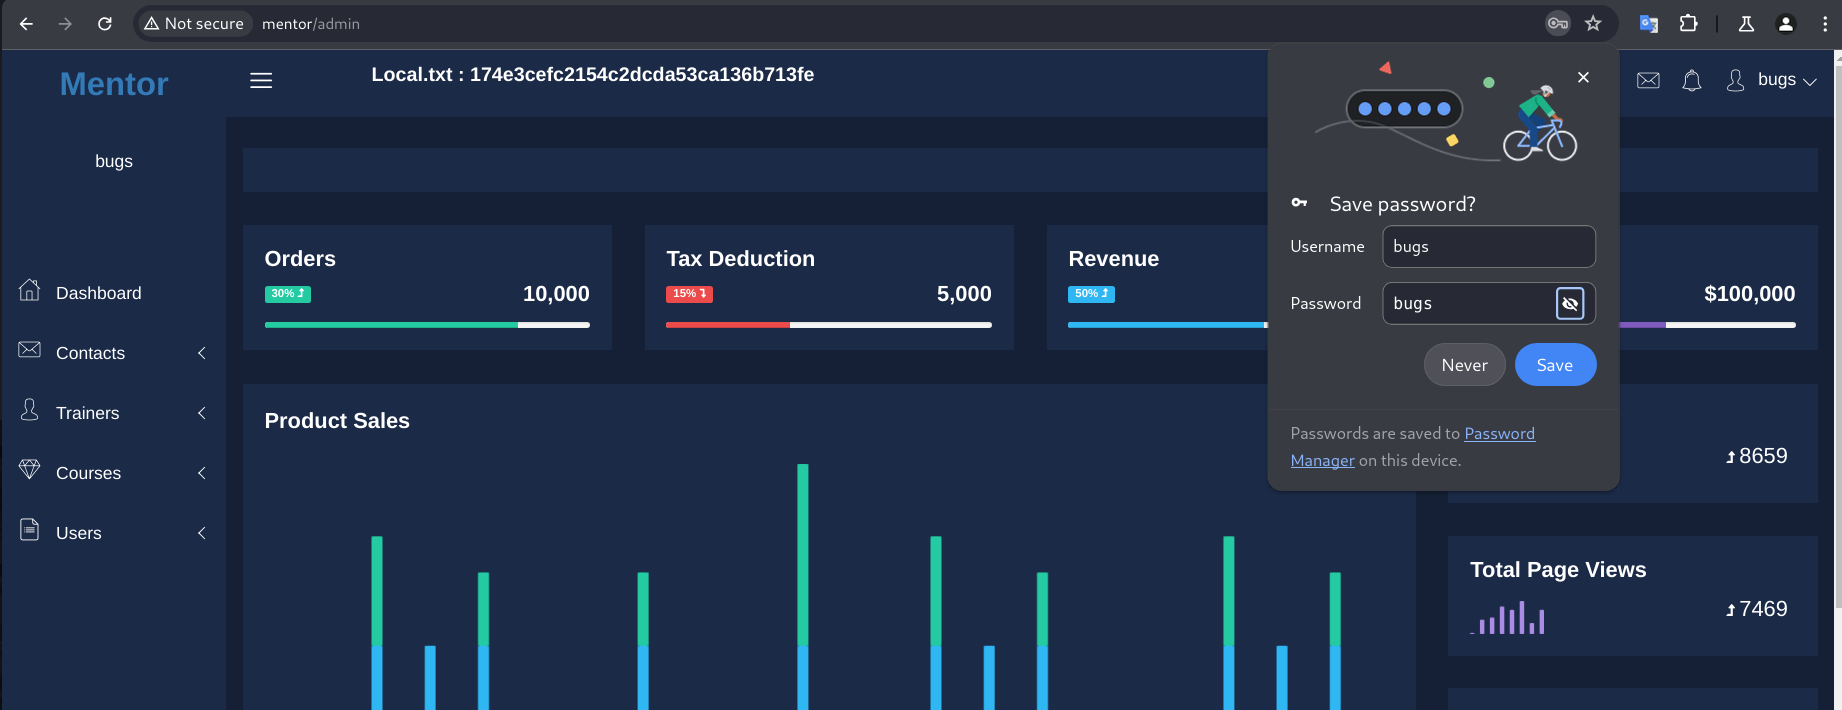 Not secure mentor/admin
Mentor
Local.txt : 174e3cefc2154c2dcda53ca136b713fe
bugs
bugs
Dashboard
Contacts
Trainers
Courses
Users
Orders
30%
10,000
Tax Deduction
15%
5,000
Revenue
50%
$100,000
Product Sales
8659
Total Page Views
7469
Save password?
Username bugs
Password bugs
Never Save
Passwords are saved to Password
Manager on this device.